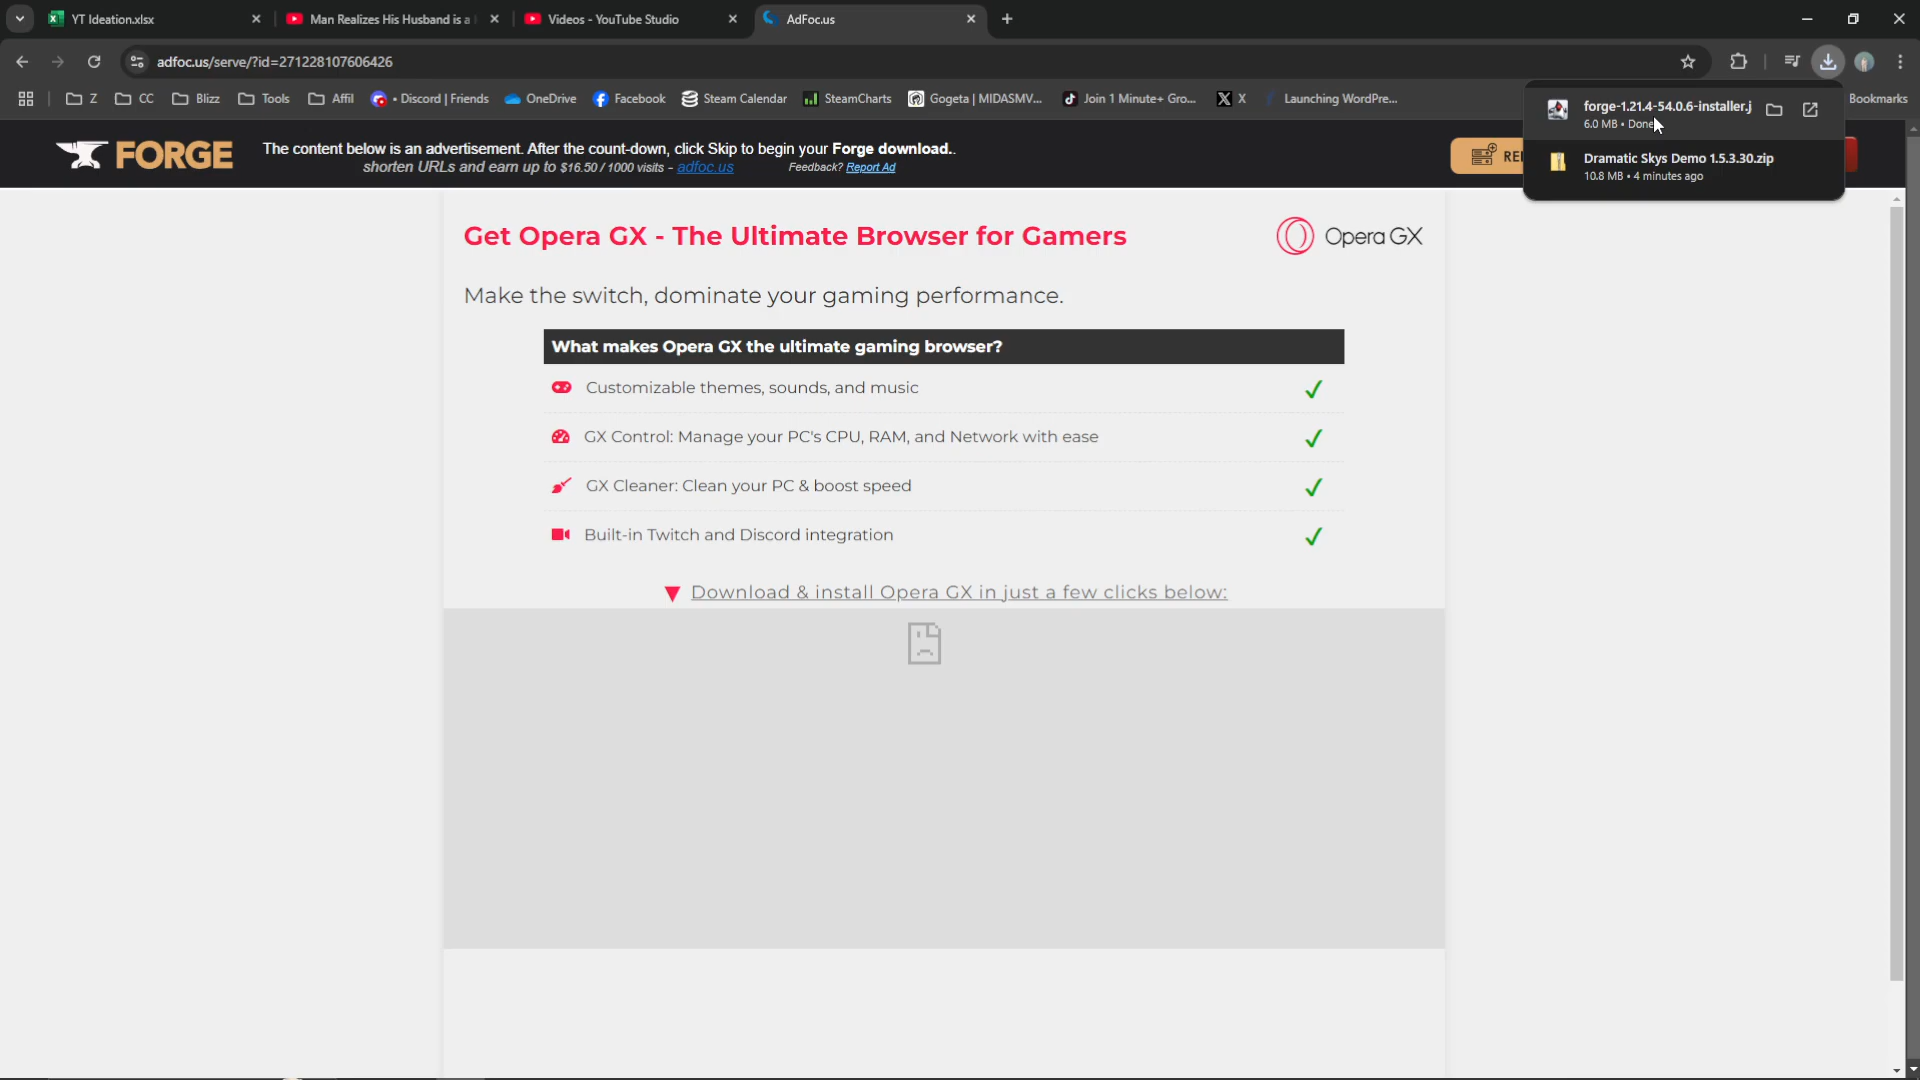 YT Ideation.xlsx
Man Realizes His Husband is a
Videos - YouTube Studio
AdFoc.us
adfoc.us/serve/?id=271228107606426
Z
CC
Blizz
Tools
Affil
• Discord | Friends
OneDrive
Facebook
Steam Calendar
SteamCharts
Gogeta | MIDASMV...
Join 1 Minute+ Gro...
X
Launching WordPre...
Bookmarks
forge-1.21.4-54.0.6-installer.j
6.0 MB • Done
Dramatic Skys Demo 1.5.3.30.zip
10.8 MB • 4 minutes ago
FORGE
The content below is an advertisement. After the count-down, click Skip to begin your Forge download..
shorten URLs and earn up to $16.50 / 1000 visits - adfoc.us
Feedback? Report Ad
Get Opera GX - The Ultimate Browser for Gamers
Opera GX
Make the switch, dominate your gaming performance.
What makes Opera GX the ultimate gaming browser?
Customizable themes, sounds, and music
GX Control: Manage your PC's CPU, RAM, and Network with ease
GX Cleaner: Clean your PC & boost speed
Built-in Twitch and Discord integration
Download & install Opera GX in just a few clicks below: